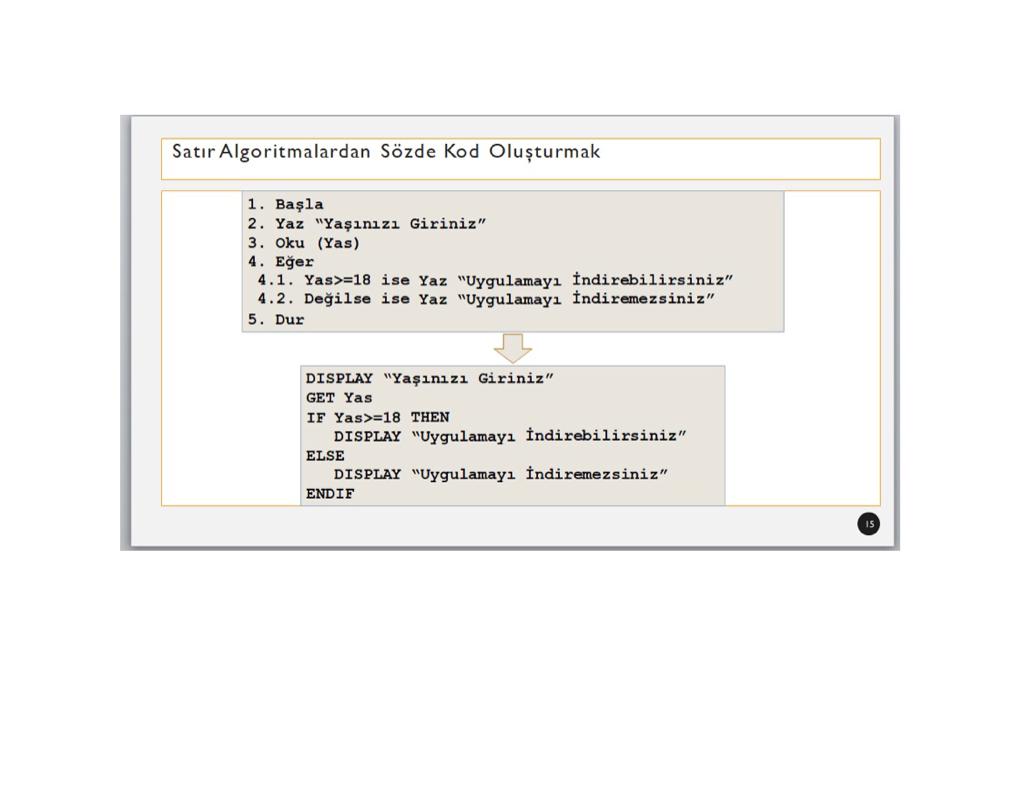 Satır Algoritmalardan Sözde Kod Oluşturmak
1. Başla
2. Yaz “Yaşınızı Giriniz”
3. Oku (Yas)
4. Eğer
4.1. Yas>=18 ise Yaz “Uygulamayı İndirebilirsiniz”
4.2. Değilse ise Yaz “Uygulamayı İndiremezsiniz”
5. Dur
DISPLAY “Yaşınızı Giriniz”
GET Yas
IF Yas>=18 THEN
DISPLAY “Uygulamayı İndirebilirsiniz”
ELSE
DISPLAY “Uygulamayı İndiremezsiniz”
ENDIF
15